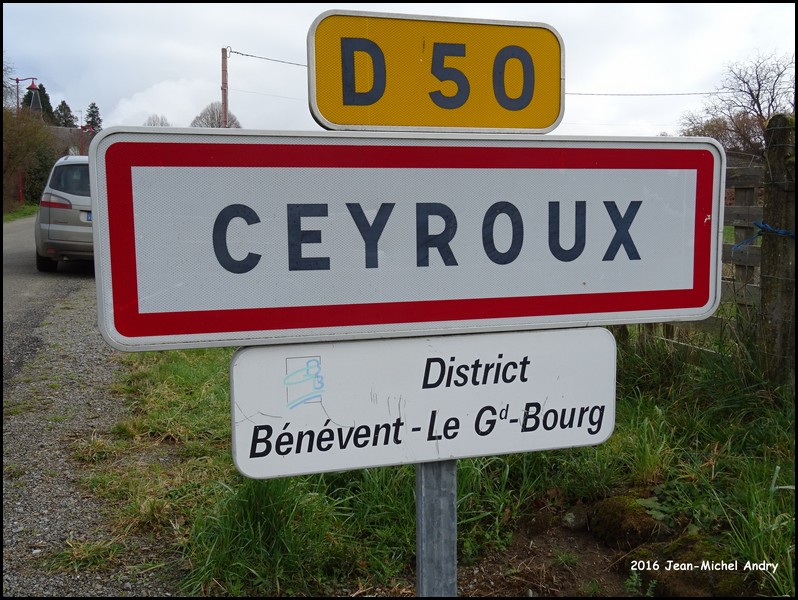 D 50
CEYROUX
District
Bénévent - Le Gd-Bourg
2016 Jean-Michel Andry